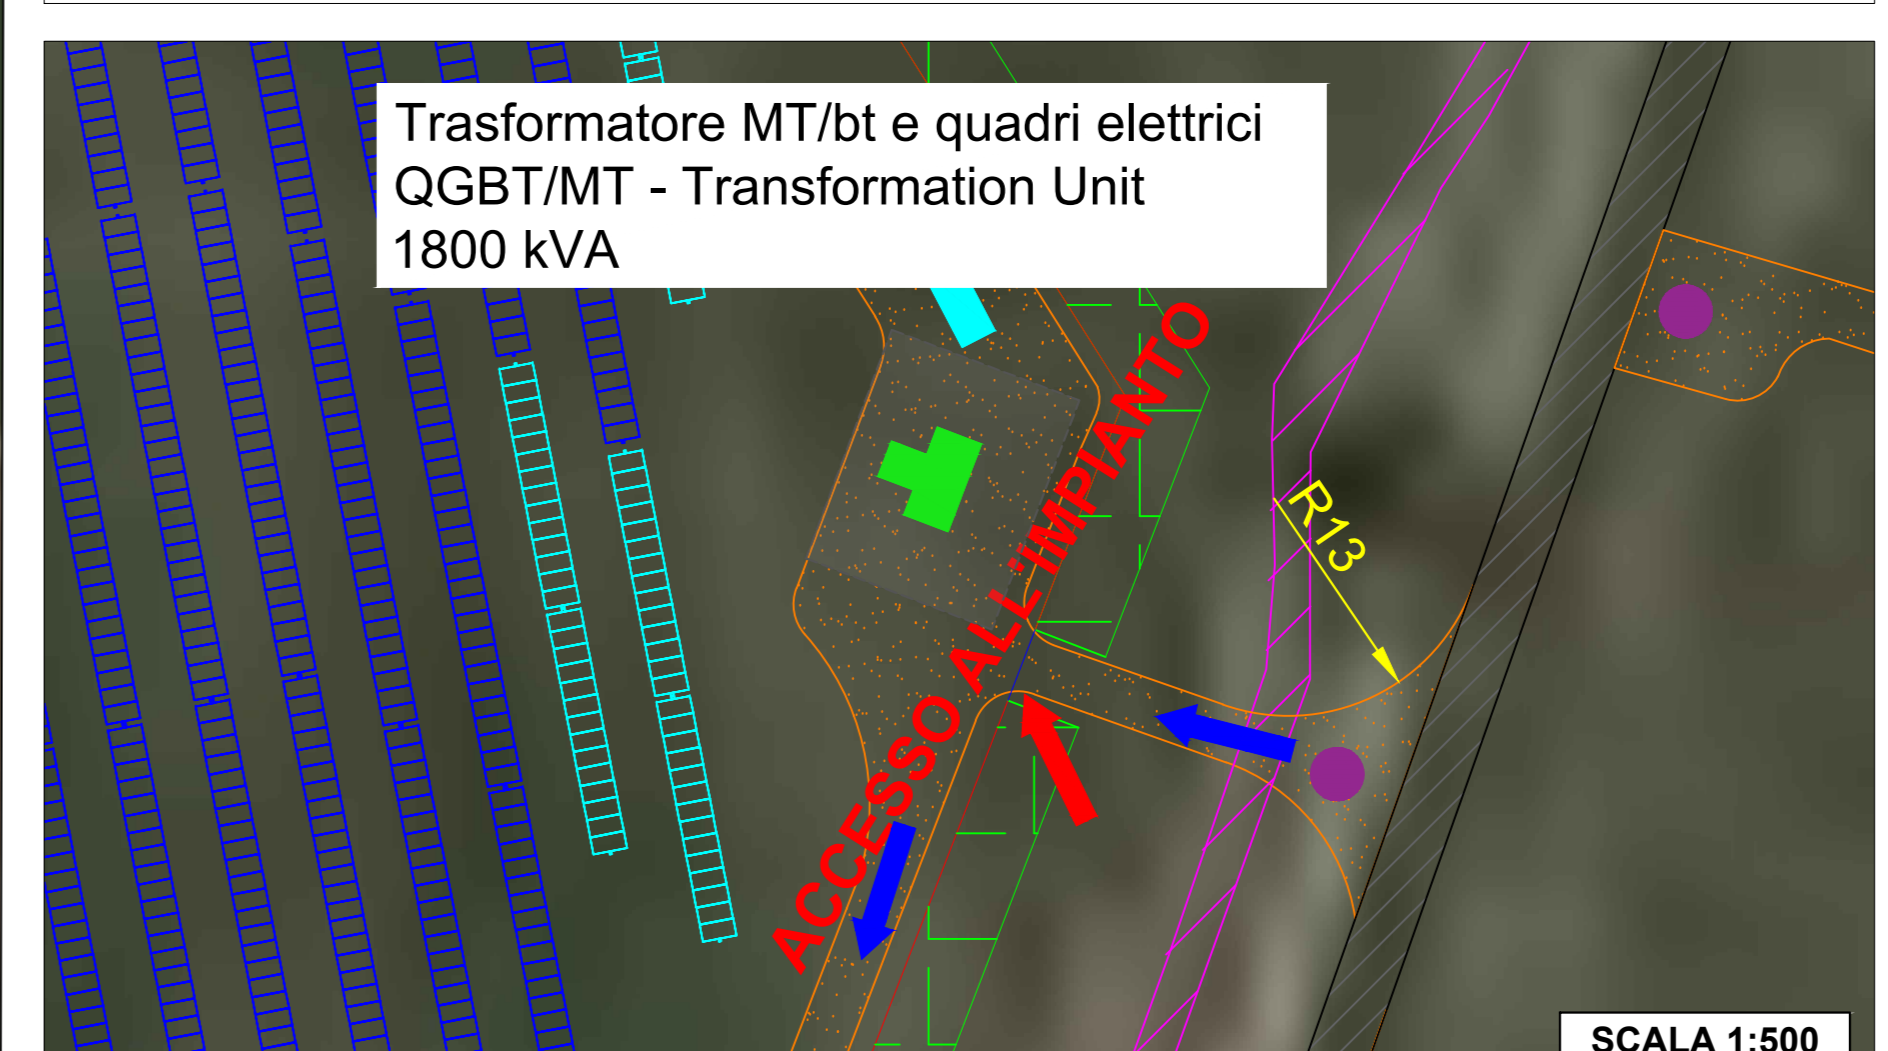 Trasformatore MT/bt e quadri elettrici
QGBT/MT - Transformation Unit
1800 kVA
ACCESSO ALL'IMPIANTO
R13
SCALA 1:500